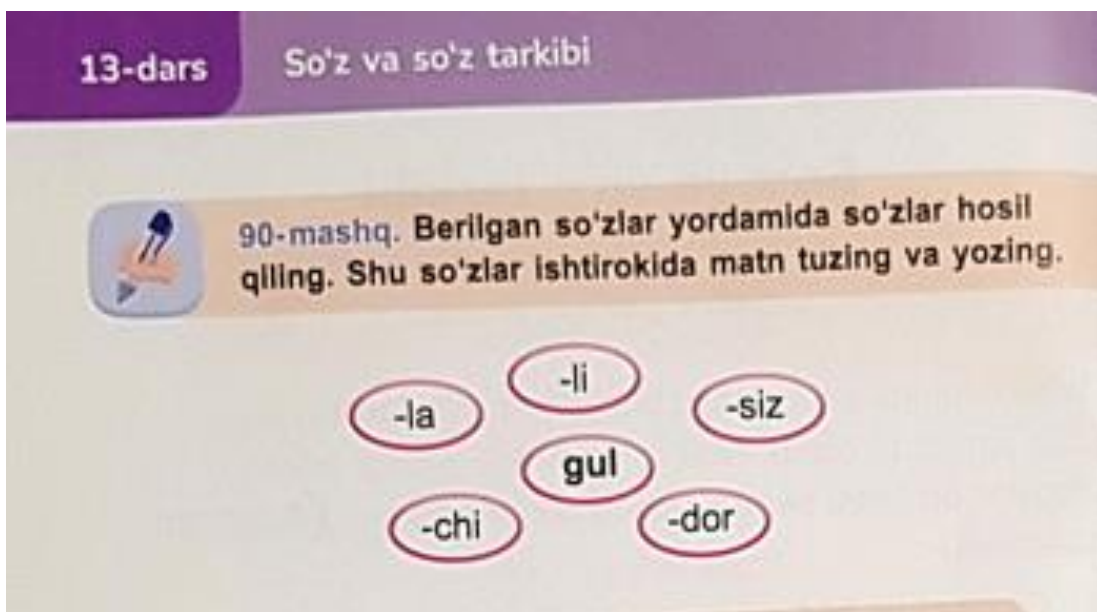 13-dars
So'z va so'z tarkibi
90-mashq. Berilgan so'zlar yordamida so'zlar hosil
qiling. Shu so'zlar ishtirokida matn tuzing va yozing.
-li
-la
-siz
gul
-chi
-dor